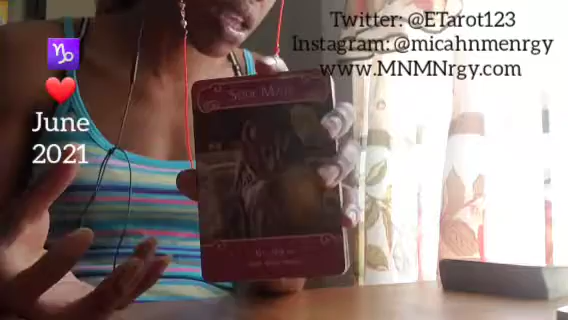 Twitter: @ETarot123
Instagram: @micahnmenrgy
www.MNMNrgy.com
♑
❤️
June
2021
Soul Mate